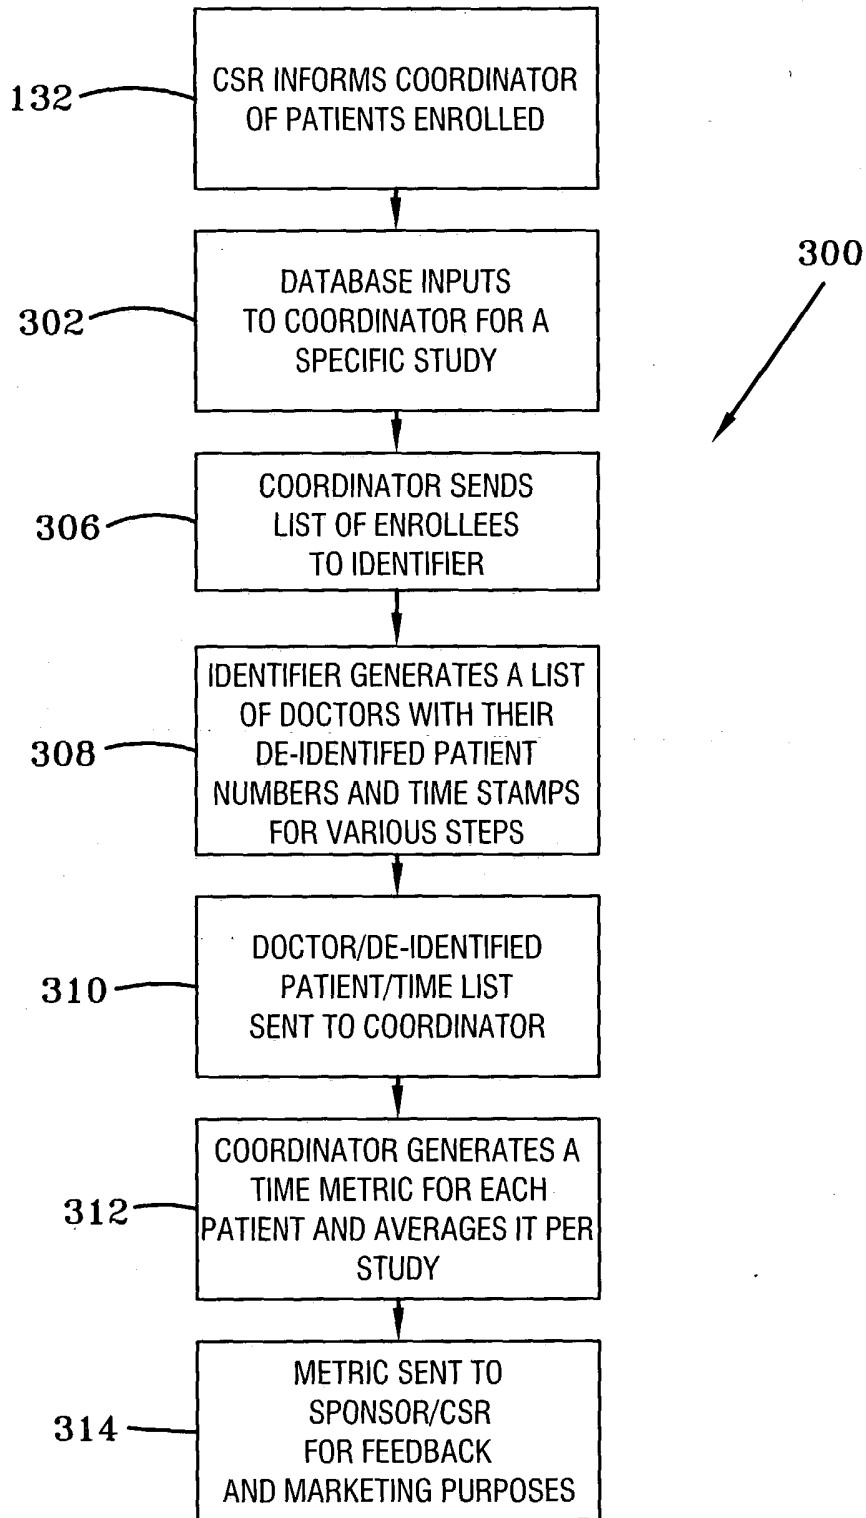 132
CSR INFORMS COORDINATOR
OF PATIENTS ENROLLED
300
302
DATABASE INPUTS
TO COORDINATOR FOR A
SPECIFIC STUDY
306
COORDINATOR SENDS
LIST OF ENROLLEES
TO IDENTIFIER
308
IDENTIFIER GENERATES A LIST
OF DOCTORS WITH THEIR
DE-IDENTIFED PATIENT
NUMBERS AND TIME STAMPS
FOR VARIOUS STEPS
310
DOCTOR/DE-IDENTIFIED
PATIENT/TIME LIST
SENT TO COORDINATOR
312
COORDINATOR GENERATES A
TIME METRIC FOR EACH
PATIENT AND AVERAGES IT PER
STUDY
314
METRIC SENT TO
SPONSOR/CSR
FOR FEEDBACK
AND MARKETING PURPOSES